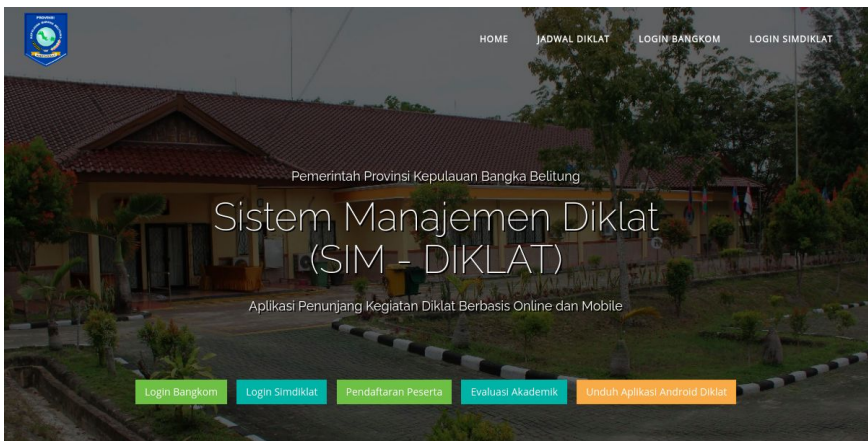 PROVINSI
HOME
JADWAL DIKLAT
LOGIN BANGKOM
LOGIN SIMDIKLAT
Pemerintah Provinsi Kepulauan Bangka Belitung
Sistem Manajemen Diklat
(SIM - DIKLAT)
Aplikasi Penunjang Kegiatan Diklat Berbasis Online dan Mobile
Login Bangkom
Login Simdiklat
Pendaftaran Peserta
Evaluasi Akademik
Unduh Aplikasi Android Diklat